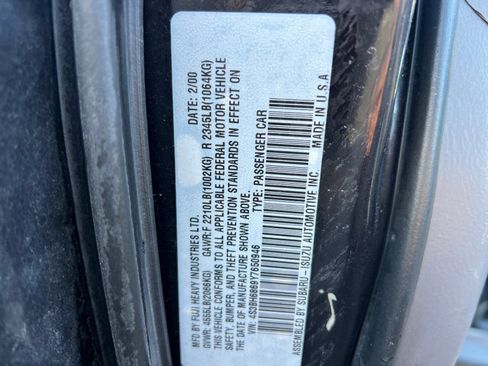 MFD BY FUJI HEAVY INDUSTRIES LTD. DATE: 2/00
GVWR: 4555LB(2066KG) GAWR:F 2210LB(1002KG) R 2345LB(1064KG)
THIS VEHICLE CONFORMS TO ALL APPLICABLE FEDERAL MOTOR VEHICLE
SAFETY, BUMPER, AND THEFT PREVENTION STANDARDS IN EFFECT ON
THE DATE OF MANUFACTURE SHOWN ABOVE.
VIN: 4S3BH6869Y7650946 TYPE: PASSENGER CAR
ASSEMBLED BY SUBARU-ISUZU AUTOMOTIVE INC. MADE IN U.S.A